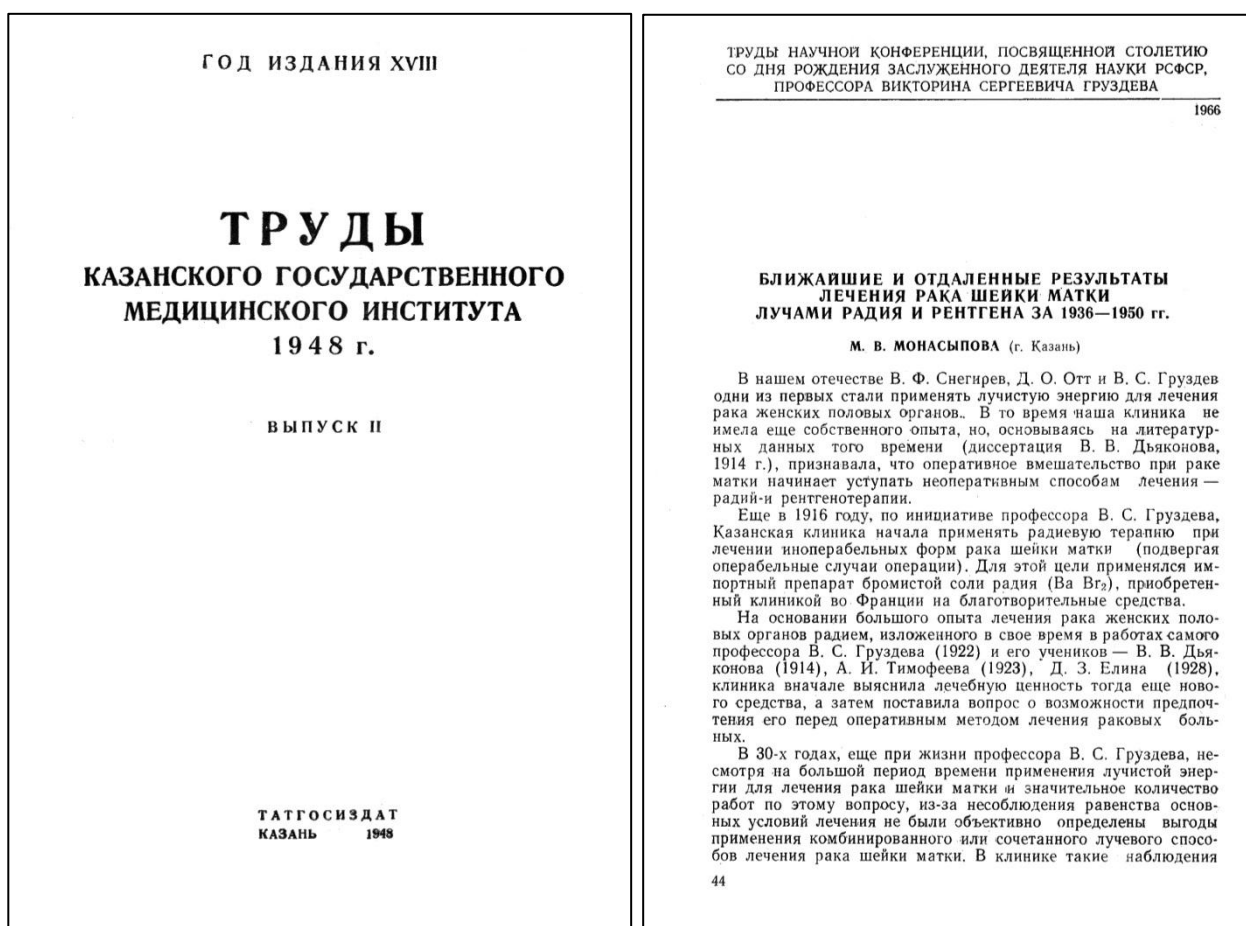 ГОД ИЗДАНИЯ XVIII
ТРУДЫ
КАЗАНСКОГО ГОСУДАРСТВЕННОГО
МЕДИЦИНСКОГО ИНСТИТУТА
1948 г.
ВЫПУСК II
ТАТГОСИЗДАТ
КАЗАНЬ 1948
ТРУДЫ НАУЧНОЙ КОНФЕРЕНЦИИ, ПОСВЯЩЕННОЙ СТОЛЕТИЮ
СО ДНЯ РОЖДЕНИЯ ЗАСЛУЖЕННОГО ДЕЯТЕЛЯ НАУКИ РСФСР,
ПРОФЕССОРА ВИКТОРИНА СЕРГЕЕВИЧА ГРУЗДЕВА
1966
БЛИЖАЙШИЕ И ОТДАЛЕННЫЕ РЕЗУЛЬТАТЫ
ЛЕЧЕНИЯ РАКА ШЕЙКИ МАТКИ
ЛУЧАМИ РАДИЯ И РЕНТГЕНА ЗА 1936—1950 гг.
М. В. МОНАСЫПОВА (г. Казань)
В нашем отечестве В. Ф. Снегирев, Д. О. Отт и В. С. Груздев
одни из первых стали применять лучистую энергию для лечения
рака женских половых органов.. В то время наша клиника не
имела еще собственного опыта, но, основываясь на литератур-
ных данных того времени (диссертация В. В. Дьяконова,
1914 г.), признавала, что оперативное вмешательство при раке
матки начинает уступать неоперативным способам лечения —
радий-и рентгенотерапии.
Еще в 1916 году, по инициативе профессора В. С. Груздева,
Казанская клиника начала применять радиевую терапию при
лечении иноперабельных форм рака шейки матки (подвергая
операбельные случаи операции). Для этой цели применялся им-
портный препарат бромистой соли радия (Ba Br₂), приобретен-
ный клиникой во Франции на благотворительные средства.
На основании большого опыта лечения рака женских поло-
вых органов радием, изложенного в свое время в работах самого
профессора В. С. Груздева (1922) и его учеников — В. В. Дья-
конова (1914), А. И. Тимофеева (1923), Д. З. Елина (1928),
клиника вначале выяснила лечебную ценность тогда еще ново-
го средства, а затем поставила вопрос о возможности предпоч-
тения его перед оперативным методом лечения раковых боль-
ных.
В 30-х годах, еще при жизни профессора В. С. Груздева, не-
смотря на большой период времени применения лучистой энер-
гии для лечения рака шейки матки и значительное количество
работ по этому вопросу, из-за несоблюдения равенства основ-
ных условий лечения не были объективно определены выгоды
применения комбинированного или сочетанного лучевого спосо-
бов лечения рака шейки матки. В клинике такие наблюдения
44